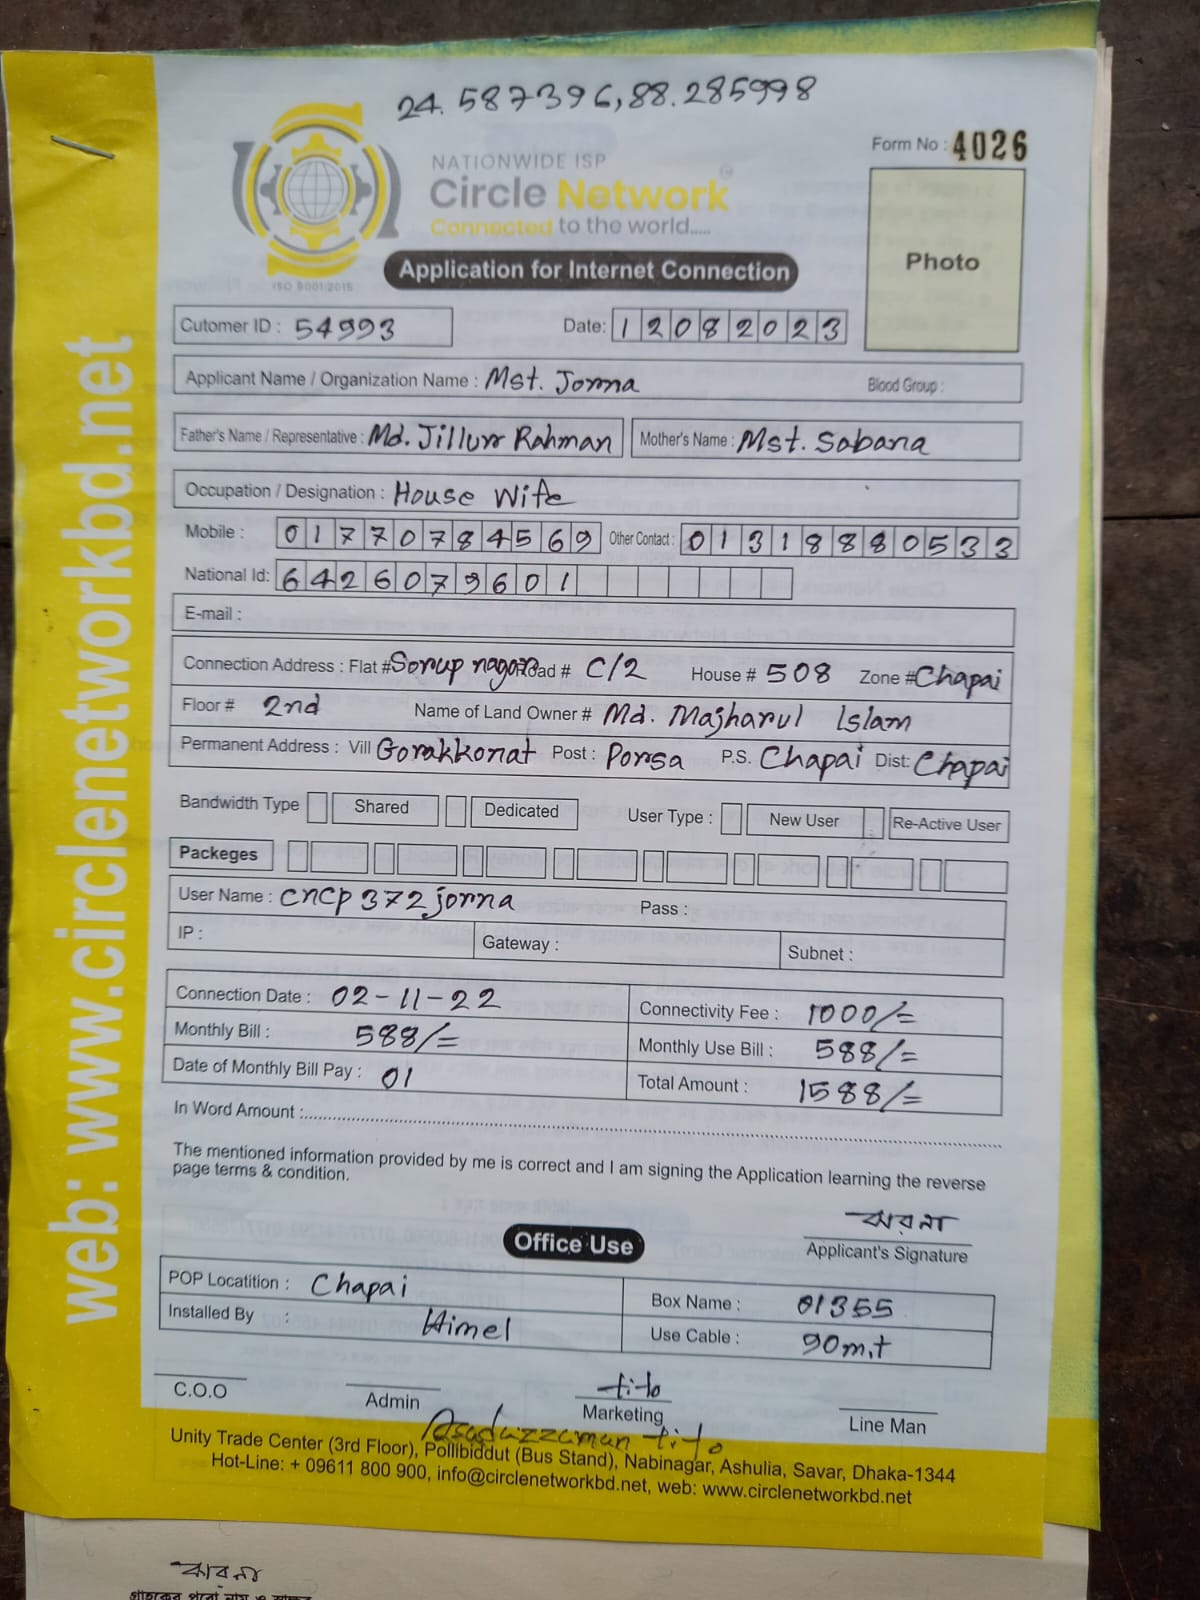 24.587396,88.285998
Form No : 4026
NATIONWIDE ISP
Circle Network
Connected to the world.....
ISO 9001:2015
Application for Internet Connection
Photo
Cutomer ID : 54993
Date: 12082023
Applicant Name / Organization Name : Mst. Jorna
Blood Group :
Father's Name / Representative : Md. Jillur Rahman
Mother's Name : Mst. Sabana
Occupation / Designation : House Wife
Mobile : 01770784569 Other Contact : 01318880533
National Id: 6426079601
E-mail :
Connection Address : Flat # Sorup nagor Road # C/2 House # 508 Zone # Chapai
Floor # 2nd Name of Land Owner # Md. Majharul Islam
Permanent Address : Vill Gorakkonat Post : Porsa P.S. Chapai Dist: Chapai
Bandwidth Type Shared Dedicated User Type : New User Re-Active User
Packeges
User Name : cncp372jorna Pass :
IP : Gateway : Subnet :
Connection Date : 02-11-22 Connectivity Fee : 1000/=
Monthly Bill : 588/= Monthly Use Bill : 588/=
Date of Monthly Bill Pay : 01 Total Amount : 1588/=
In Word Amount :
The mentioned information provided by me is correct and I am signing the Application learning the reverse
page terms & condition.
ঝরনা
Applicant's Signature
Office Use
POP Locatition : Chapai Box Name : 01355
Installed By : Himel Use Cable : 90m.t
C.O.O Admin tito Marketing Line Man
Asaduzzaman tito
Unity Trade Center (3rd Floor), Pollibiddut (Bus Stand), Nabinagar, Ashulia, Savar, Dhaka-1344
Hot-Line: + 09611 800 900, info@circlenetworkbd.net, web: www.circlenetworkbd.net
web: www.circlenetworkbd.net
ঝরনা